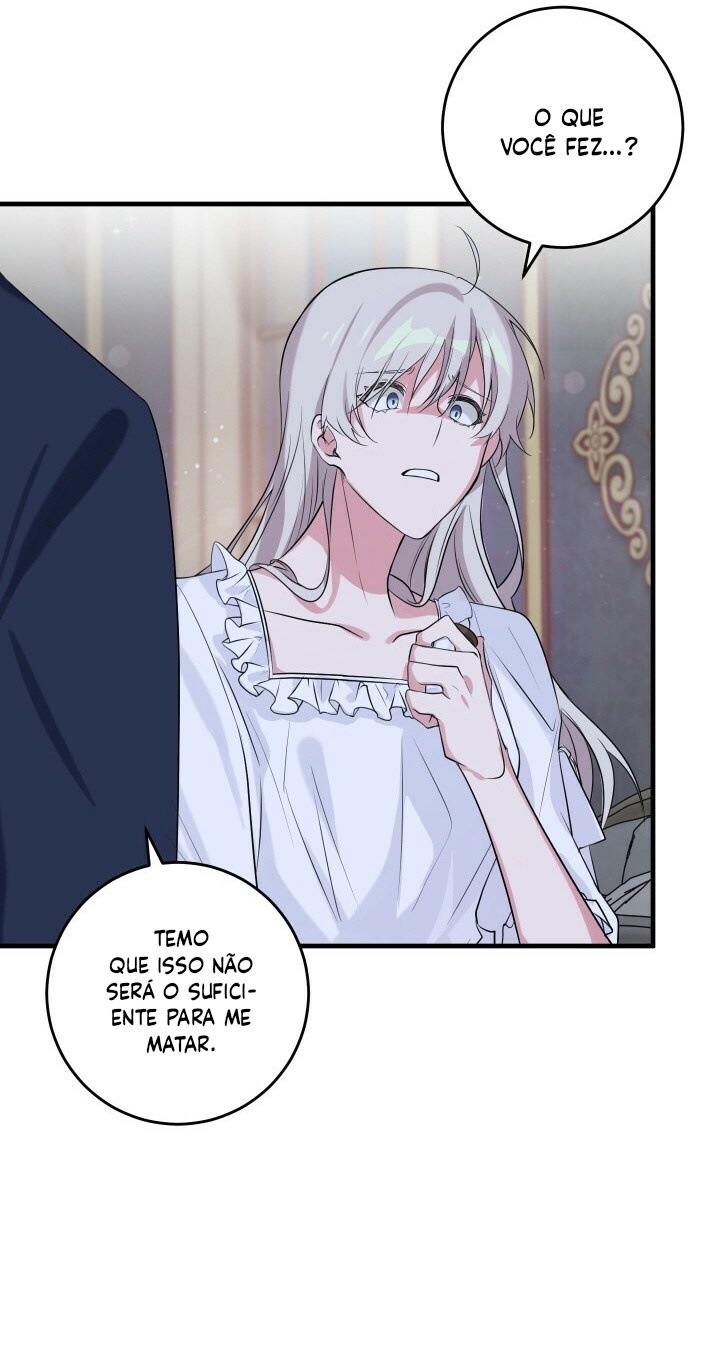 O QUE
VOCÊ FEZ...?
TEMO
QUE ISSO NÃO
SERÁ O SUFICI-
ENTE PARA ME
MATAR.